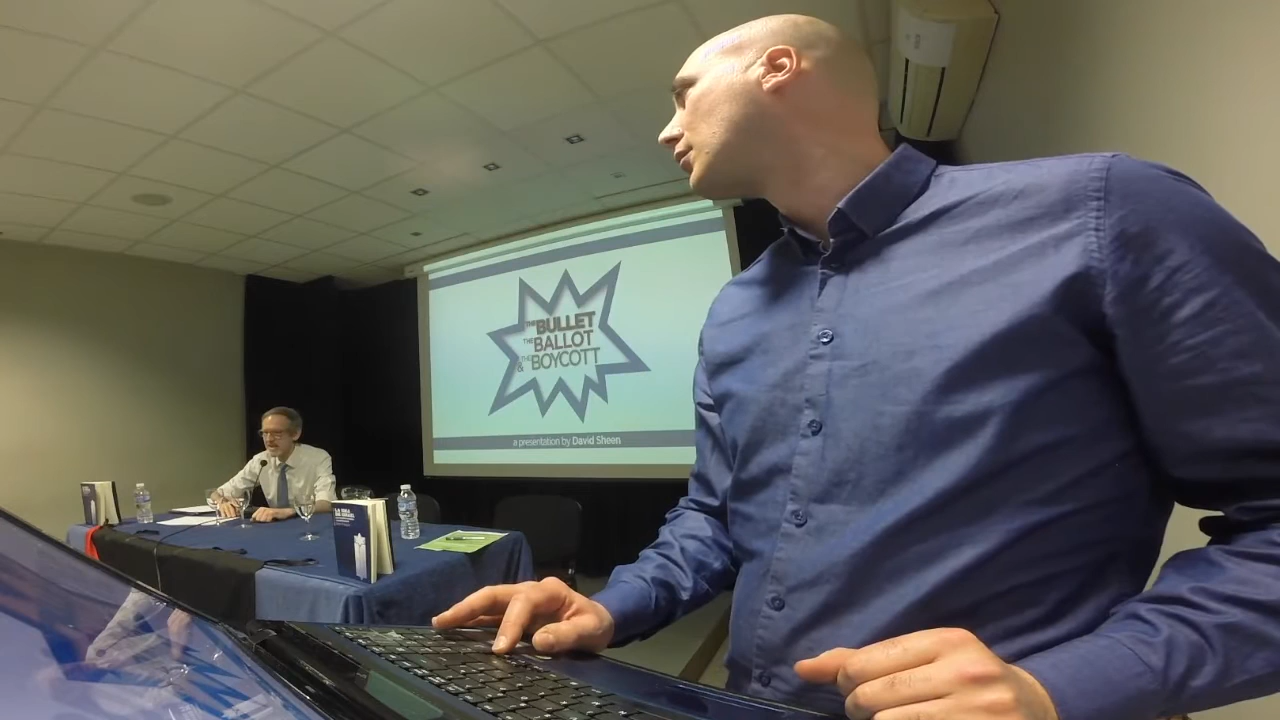 THE BULLET
THE BALLOT
& THE BOYCOTT
a presentation by David Sheen